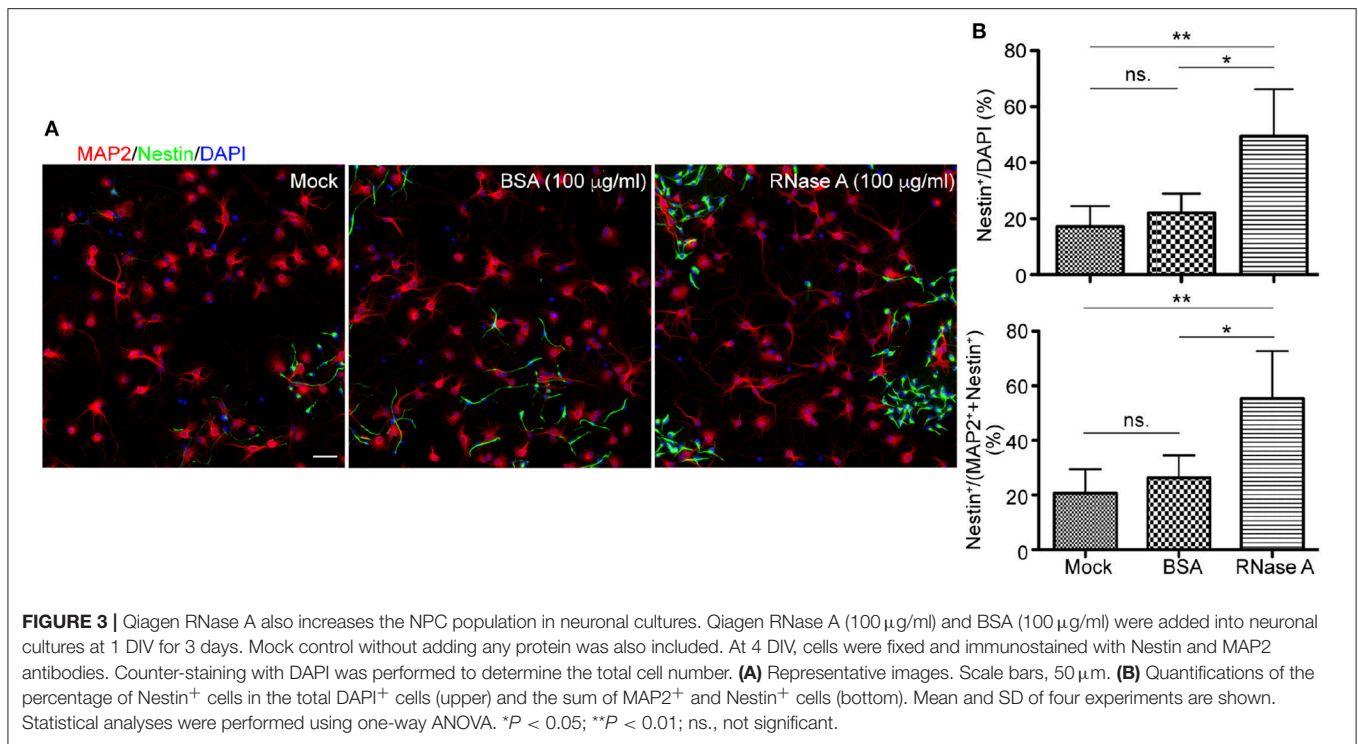 A
MAP2/Nestin/DAPI
Mock
BSA (100 μg/ml)
RNase A (100 μg/ml)
B
Nestin⁺/DAPI (%)
80
60
40
20
0
**
*
ns.
Nestin⁺/(MAP2⁺+Nestin⁺)
(%)
80
60
40
20
0
**
*
ns.
Mock BSA RNase A
FIGURE 3 | Qiagen RNase A also increases the NPC population in neuronal cultures. Qiagen RNase A (100 μg/ml) and BSA (100 μg/ml) were added into neuronal
cultures at 1 DIV for 3 days. Mock control without adding any protein was also included. At 4 DIV, cells were fixed and immunostained with Nestin and MAP2
antibodies. Counter-staining with DAPI was performed to determine the total cell number. (A) Representative images. Scale bars, 50 μm. (B) Quantifications of the
percentage of Nestin⁺ cells in the total DAPI⁺ cells (upper) and the sum of MAP2⁺ and Nestin⁺ cells (bottom). Mean and SD of four experiments are shown.
Statistical analyses were performed using one-way ANOVA. *P < 0.05; **P < 0.01; ns., not significant.